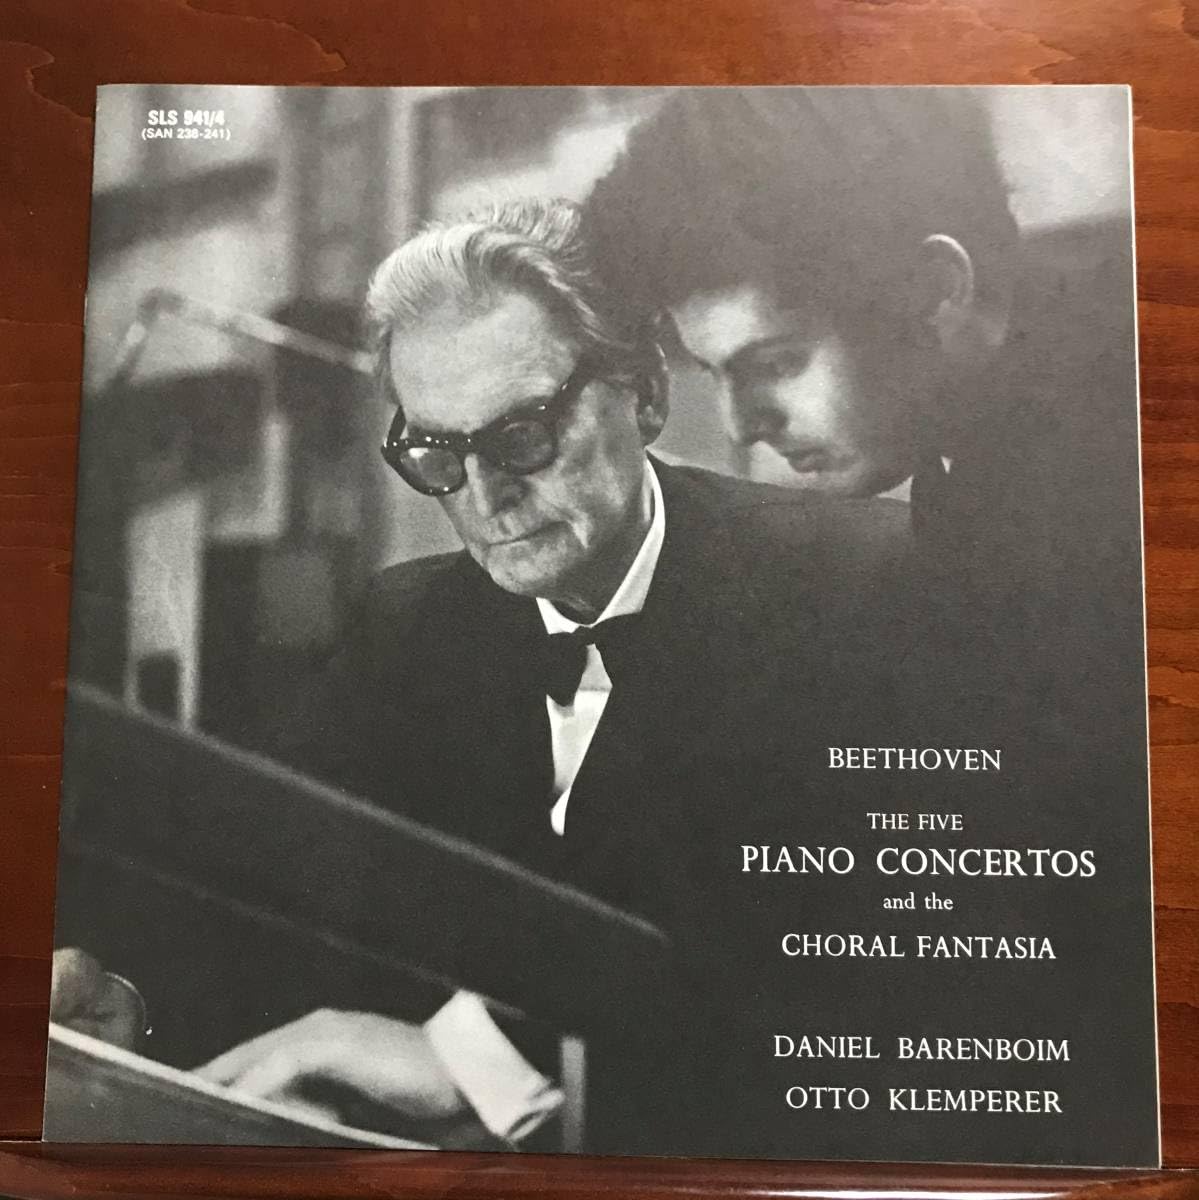 SLS 941/4
(SAN 238-241)
BEETHOVEN
THE FIVE
PIANO CONCERTOS
and the
CHORAL FANTASIA
DANIEL BARENBOIM
OTTO KLEMPERER